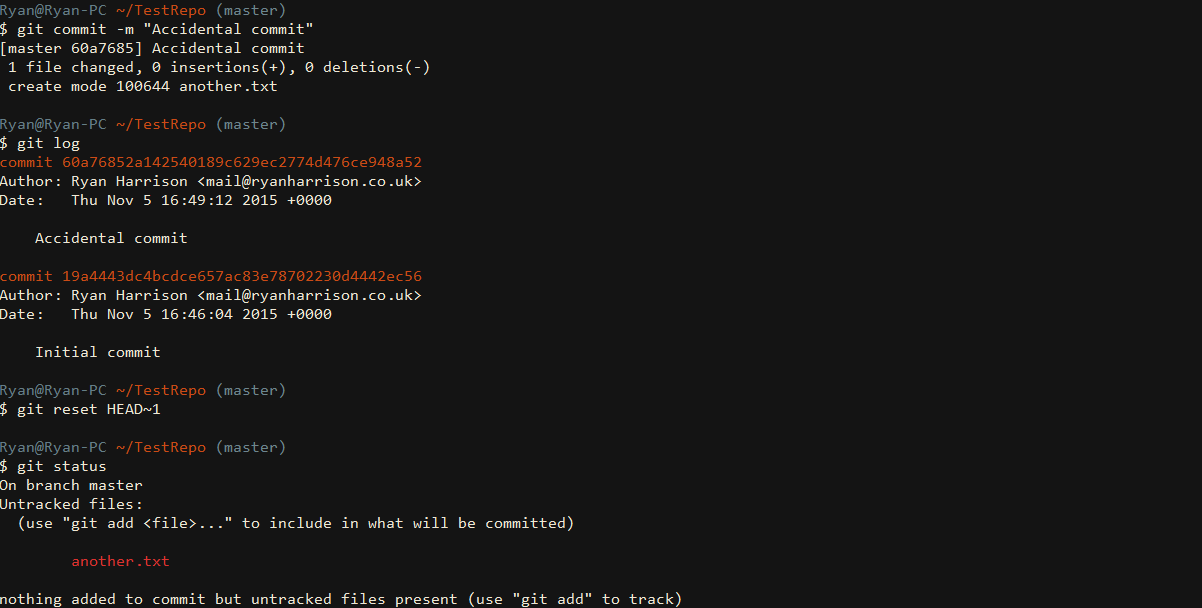 Ryan@Ryan-PC ~/TestRepo (master)
$ git commit -m "Accidental commit"
[master 60a7685] Accidental commit
 1 file changed, 0 insertions(+), 0 deletions(-)
 create mode 100644 another.txt
Ryan@Ryan-PC ~/TestRepo (master)
$ git log
commit 60a76852a142540189c629ec2774d476ce948a52
Author: Ryan Harrison <mail@ryanharrison.co.uk>
Date:   Thu Nov 5 16:49:12 2015 +0000
    Accidental commit
commit 19a4443dc4bcdce657ac83e78702230d4442ec56
Author: Ryan Harrison <mail@ryanharrison.co.uk>
Date:   Thu Nov 5 16:46:04 2015 +0000
    Initial commit
Ryan@Ryan-PC ~/TestRepo (master)
$ git reset HEAD~1
Ryan@Ryan-PC ~/TestRepo (master)
$ git status
On branch master
Untracked files:
  (use "git add <file>..." to include in what will be committed)
        another.txt
nothing added to commit but untracked files present (use "git add" to track)